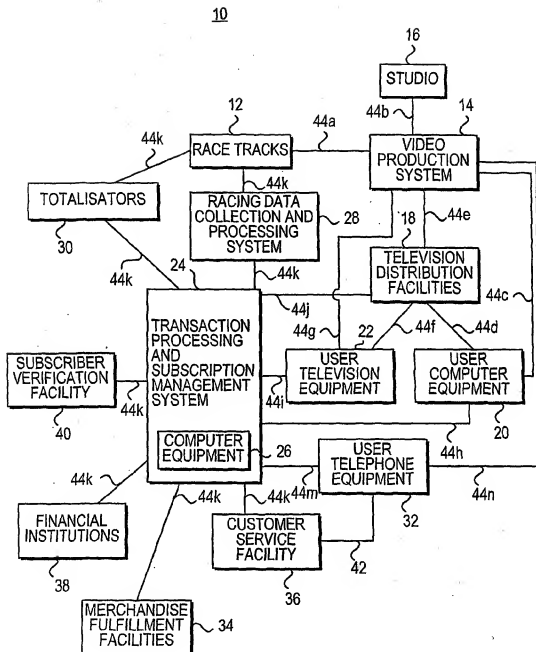 10
16
STUDIO
44b
14
12
44a
VIDEO
PRODUCTION
SYSTEM
44k
RACE TRACKS
TOTALISATORS
30
44k
RACING DATA
COLLECTION AND
PROCESSING
SYSTEM
28
44e
18
TELEVISION
DISTRIBUTION
FACILITIES
44c
44k
24
44k
44j
44g
22
44f
44d
TRANSACTION
PROCESSING
AND
SUBSCRIPTION
MANAGEMENT
SYSTEM
USER
TELEVISION
EQUIPMENT
USER
COMPUTER
EQUIPMENT
SUBSCRIBER
VERIFICATION
FACILITY
40
44k
44i
20
44h
COMPUTER
EQUIPMENT
26
44k
44k
44k
44m
USER
TELEPHONE
EQUIPMENT
44n
32
FINANCIAL
INSTITUTIONS
38
CUSTOMER
SERVICE
FACILITY
36
42
MERCHANDISE
FULFILLMENT
FACILITIES
34